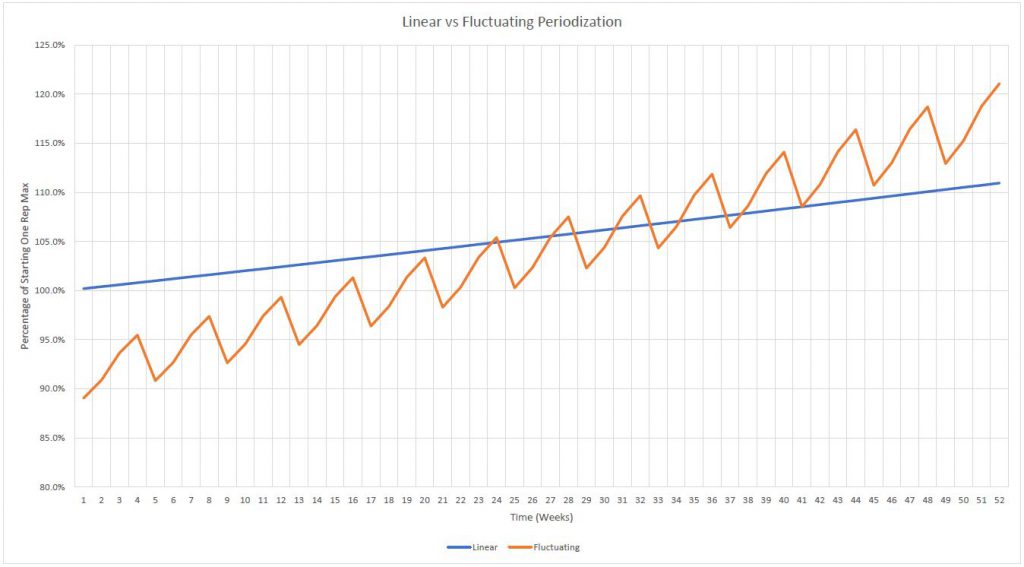 Linear vs Fluctuating Periodization
125.0%
120.0%
115.0%
110.0%
105.0%
100.0%
95.0%
90.0%
85.0%
80.0%
Percentage of Starting One Rep Max
1 2 3 4 5 6 7 8 9 10 11 12 13 14 15 16 17 18 19 20 21 22 23 24 25 26 27 28 29 30 31 32 33 34 35 36 37 38 39 40 41 42 43 44 45 46 47 48 49 50 51 52
Time (Weeks)
Linear Fluctuating